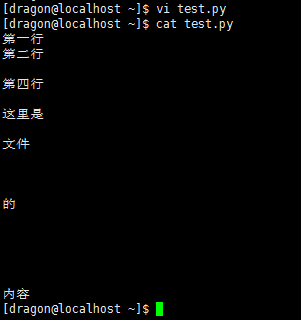 [dragon@localhost ~]$ vi test.py
[dragon@localhost ~]$ cat test.py
第一行
第二行
第四行
这里是
文件
的
内容
[dragon@localhost ~]$